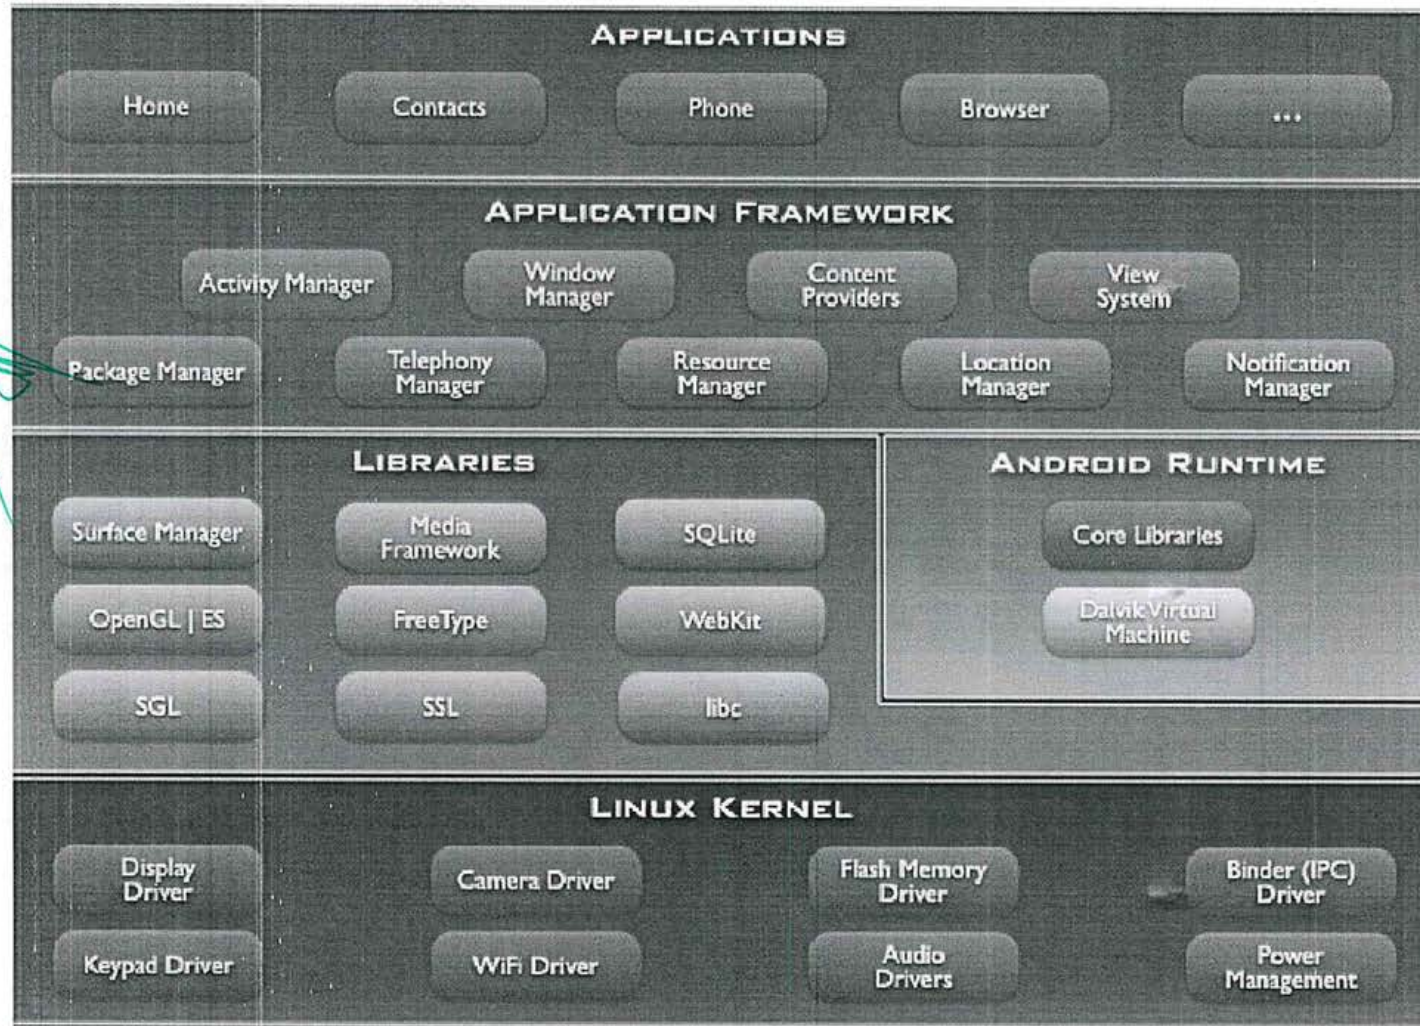 APPLICATIONS
Home
Contacts
Phone
Browser
...
APPLICATION FRAMEWORK
Activity Manager
Window
Manager
Content
Providers
View
System
Package Manager
Telephony
Manager
Resource
Manager
Location
Manager
Notification
Manager
LIBRARIES
Surface Manager
Media
Framework
SQLite
OpenGL | ES
FreeType
WebKit
SGL
SSL
libc
ANDROID RUNTIME
Core Libraries
Dalvik Virtual
Machine
LINUX KERNEL
Display
Driver
Camera Driver
Flash Memory
Driver
Binder (IPC)
Driver
Keypad Driver
WiFi Driver
Audio
Drivers
Power
Management